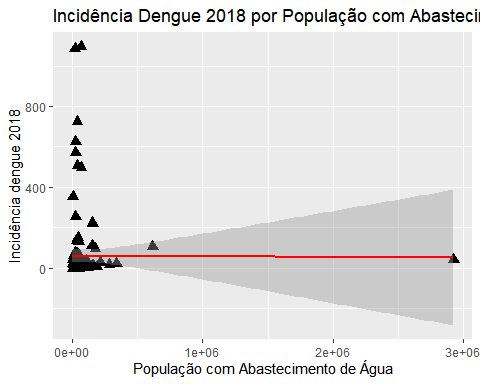 Incidência Dengue 2018 por População com Abastecim
Incidência dengue 2018
800
400
0
0e+00 1e+06 2e+06 3e+06
População com Abastecimento de Água